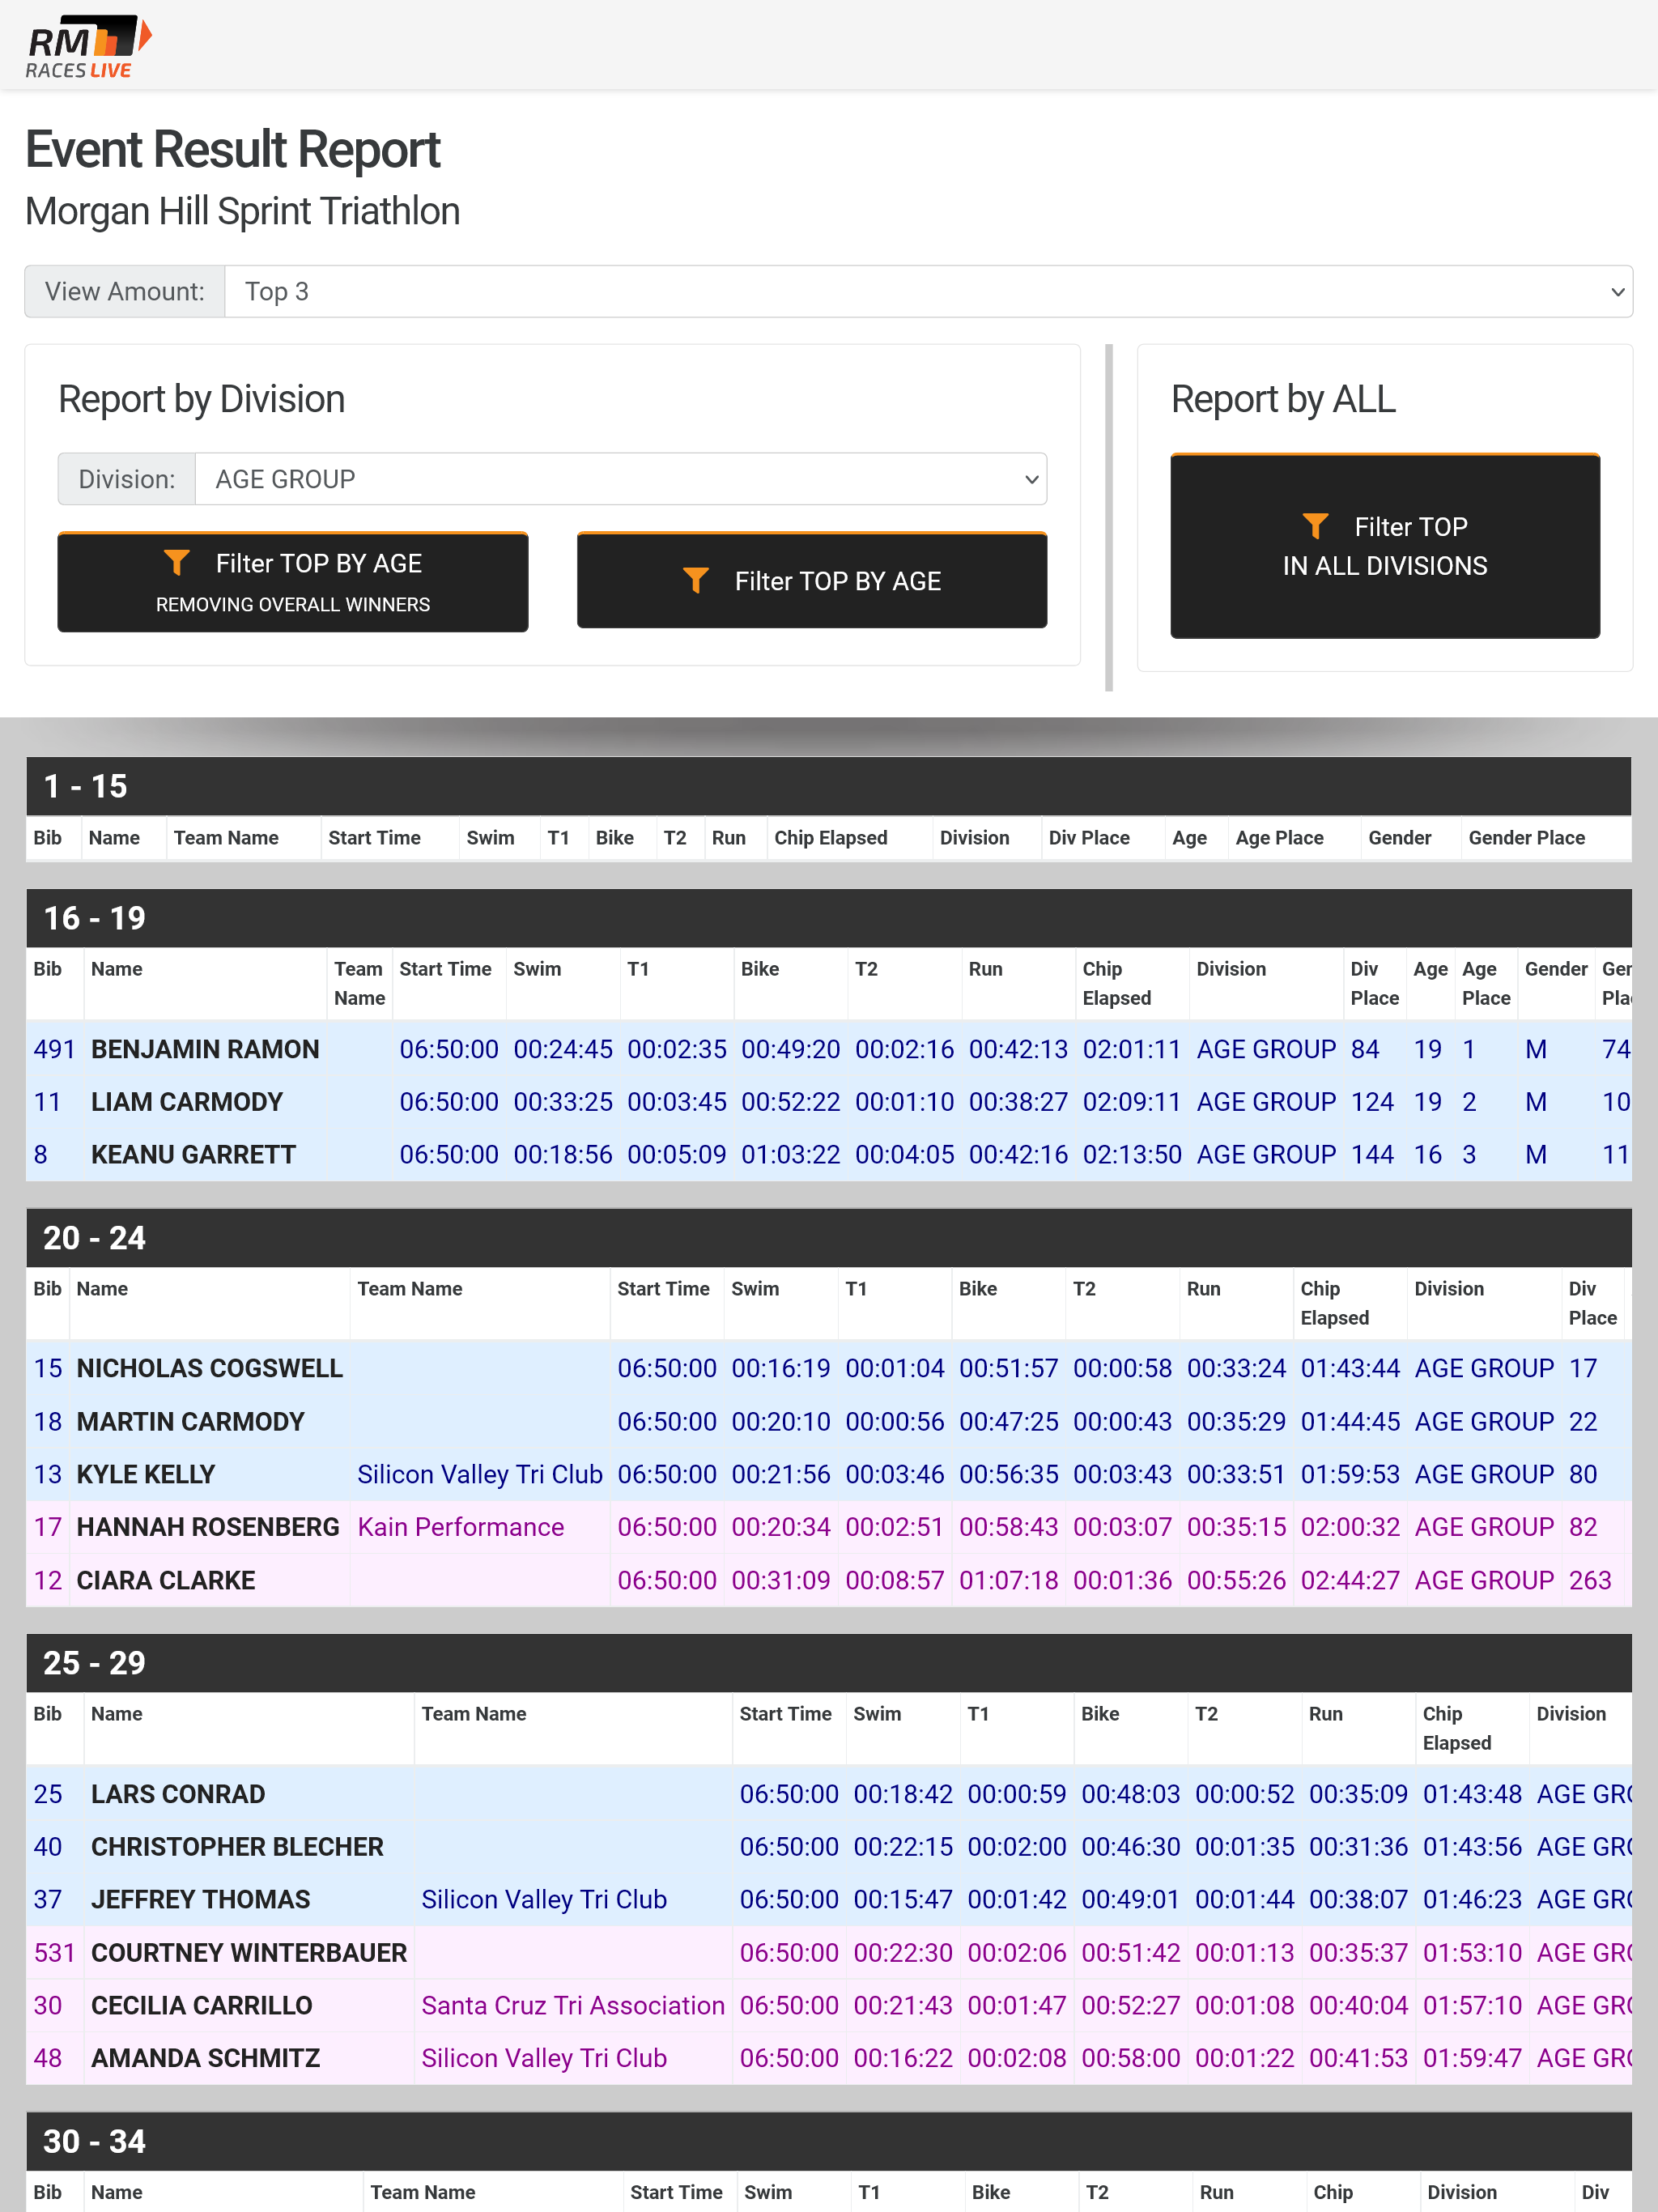 RM
RACES LIVE
Event Result Report
Morgan Hill Sprint Triathlon
View Amount: Top 3
Report by Division
Division: AGE GROUP
Filter TOP BY AGE
REMOVING OVERALL WINNERS
Filter TOP BY AGE
Report by ALL
Filter TOP
IN ALL DIVISIONS
1 - 15
Bib Name Team Name Start Time Swim T1 Bike T2 Run Chip Elapsed Division Div Place Age Age Place Gender Gender Place
16 - 19
Bib Name Team Name Start Time Swim T1 Bike T2 Run Chip Elapsed Division Div Place Age Age Place Gender
491 BENJAMIN RAMON 06:50:00 00:24:45 00:02:35 00:49:20 00:02:16 00:42:13 02:01:11 AGE GROUP 84 19 1 M 74
11 LIAM CARMODY 06:50:00 00:33:25 00:03:45 00:52:22 00:01:10 00:38:27 02:09:11 AGE GROUP 124 19 2 M 10
8 KEANU GARRETT 06:50:00 00:18:56 00:05:09 01:03:22 00:04:05 00:42:16 02:13:50 AGE GROUP 144 16 3 M 11
20 - 24
Bib Name Team Name Start Time Swim T1 Bike T2 Run Chip Elapsed Division Div Place
15 NICHOLAS COGSWELL 06:50:00 00:16:19 00:01:04 00:51:57 00:00:58 00:33:24 01:43:44 AGE GROUP 17
18 MARTIN CARMODY 06:50:00 00:20:10 00:00:56 00:47:25 00:00:43 00:35:29 01:44:45 AGE GROUP 22
13 KYLE KELLY Silicon Valley Tri Club 06:50:00 00:21:56 00:03:46 00:56:35 00:03:43 00:33:51 01:59:53 AGE GROUP 80
17 HANNAH ROSENBERG Kain Performance 06:50:00 00:20:34 00:02:51 00:58:43 00:03:07 00:35:15 02:00:32 AGE GROUP 82
12 CIARA CLARKE 06:50:00 00:31:09 00:08:57 01:07:18 00:01:36 00:55:26 02:44:27 AGE GROUP 263
25 - 29
Bib Name Team Name Start Time Swim T1 Bike T2 Run Chip Elapsed Division
25 LARS CONRAD 06:50:00 00:18:42 00:00:59 00:48:03 00:00:52 00:35:09 01:43:48 AGE GRO
40 CHRISTOPHER BLECHER 06:50:00 00:22:15 00:02:00 00:46:30 00:01:35 00:31:36 01:43:56 AGE GRO
37 JEFFREY THOMAS Silicon Valley Tri Club 06:50:00 00:15:47 00:01:42 00:49:01 00:01:44 00:38:07 01:46:23 AGE GRO
531 COURTNEY WINTERBAUER 06:50:00 00:22:30 00:02:06 00:51:42 00:01:13 00:35:37 01:53:10 AGE GRO
30 CECILIA CARRILLO Santa Cruz Tri Association 06:50:00 00:21:43 00:01:47 00:52:27 00:01:08 00:40:04 01:57:10 AGE GRO
48 AMANDA SCHMITZ Silicon Valley Tri Club 06:50:00 00:16:22 00:02:08 00:58:00 00:01:22 00:41:53 01:59:47 AGE GRO
30 - 34
Bib Name Team Name Start Time Swim T1 Bike T2 Run Chip Division Div